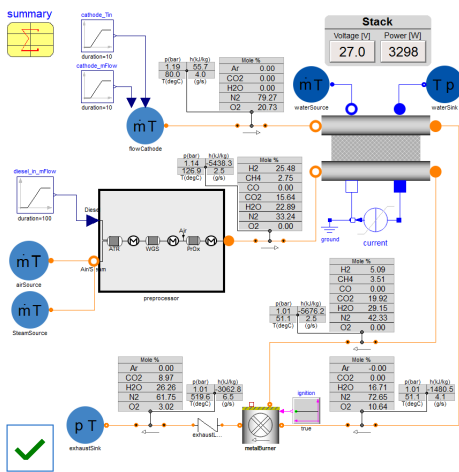 summary
cathode_Tin
duration=10
cathode_mFlow
duration=10
p(bar) h(kJ/kg)
1.19 55.7
80.0 4.0
T(degC) (g/s)
Mole %
Ar 0.00
CO2 0.00
H2O 0.00
N2 79.27
O2 20.73
Stack
Voltage [V] Power [W]
27.0 3298
ṁT
flowCathode
mT
waterSource
Tp
waterSink
diesel_in_mFlow
duration=100
p(bar) h(kJ/kg)
1.14 -5438.3
126.9 2.5
T(degC) (g/s)
Mole %
H2 25.48
CH4 2.75
CO 0.00
CO2 15.64
H2O 22.89
N2 33.24
O2 0.00
Diesel
Air
ATR WGS PrOx
preprocessor
ground
current
ṁT
airSource
ṁT
SteamSource
p(bar) h(kJ/kg)
1.01 -5676.2
51.1 2.5
T(degC) (g/s)
Mole %
H2 5.09
CH4 3.51
CO 0.00
CO2 19.92
H2O 29.15
N2 42.33
O2 0.00
Mole %
Ar 0.00
CO2 8.97
H2O 26.26
N2 61.75
O2 3.02
p(bar) h(kJ/kg)
1.01 -3062.8
519.6 6.5
T(degC) (g/s)
Mole %
Ar -0.00
CO2 0.00
H2O 16.71
N2 72.65
O2 10.64
p(bar) h(kJ/kg)
1.01 -1480.5
51.1 4.1
T(degC) (g/s)
ignition
true
pT
exhaustSink
exhaustL...
metalBurner